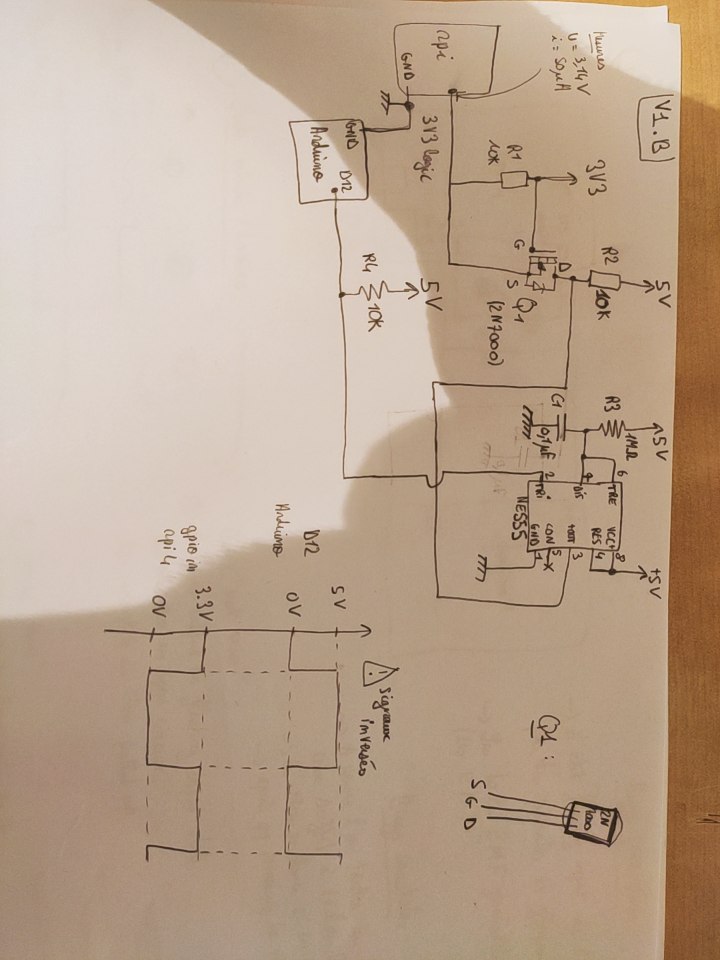 V1.B
Mesures
u = 3,14V
i = 50µA
3V3
5V
R2
10K
D
G
S
Q1
(2N7000)
R1
10K
rpi
GND
3V3 logic
GND
D12
Arduino
5V
R4
10K
5V
1MΩ
R3
C1
0,1µF
+5V
6
TRE
VCC+
8
RES
4
7
DIS
OUT
3
CON
5
2
TRI
GND
1
NE555
Q1 :
2N
7000
S G D
! Signaux
inversés
5V
D12
0V
Arduino
3.3V
gpio in
rpi 4
0V